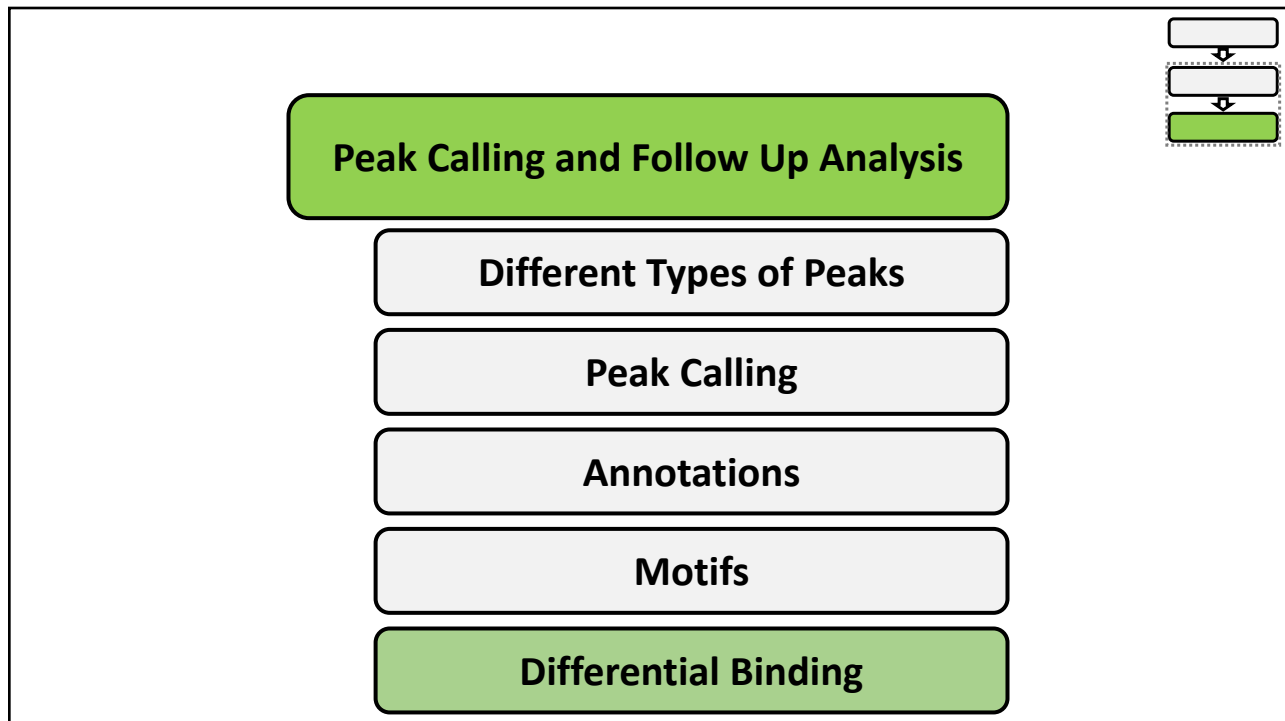 Peak Calling and Follow Up Analysis
Different Types of Peaks
Peak Calling
Annotations
Motifs
Differential Binding